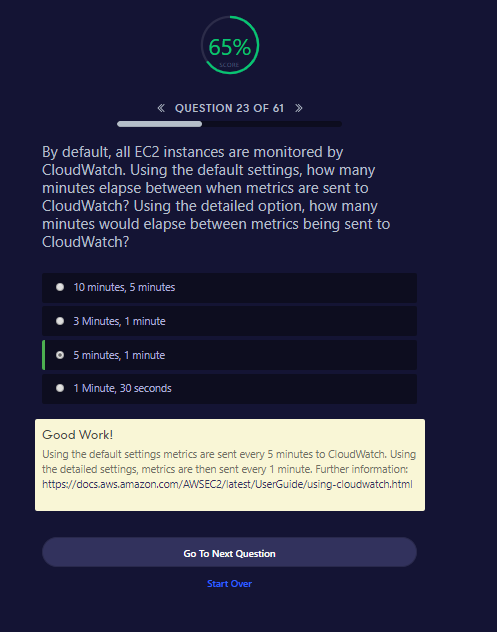 65%
SCORE
« QUESTION 23 OF 61 »
By default, all EC2 instances are monitored by
CloudWatch. Using the default settings, how many
minutes elapse between when metrics are sent to
CloudWatch? Using the detailed option, how many
minutes would elapse between metrics being sent to
CloudWatch?
10 minutes, 5 minutes
3 Minutes, 1 minute
5 minutes, 1 minute
1 Minute, 30 seconds
Good Work!
Using the default settings metrics are sent every 5 minutes to CloudWatch. Using
the detailed settings, metrics are then sent every 1 minute. Further information:
https://docs.aws.amazon.com/AWSEC2/latest/UserGuide/using-cloudwatch.html
Go To Next Question
Start Over